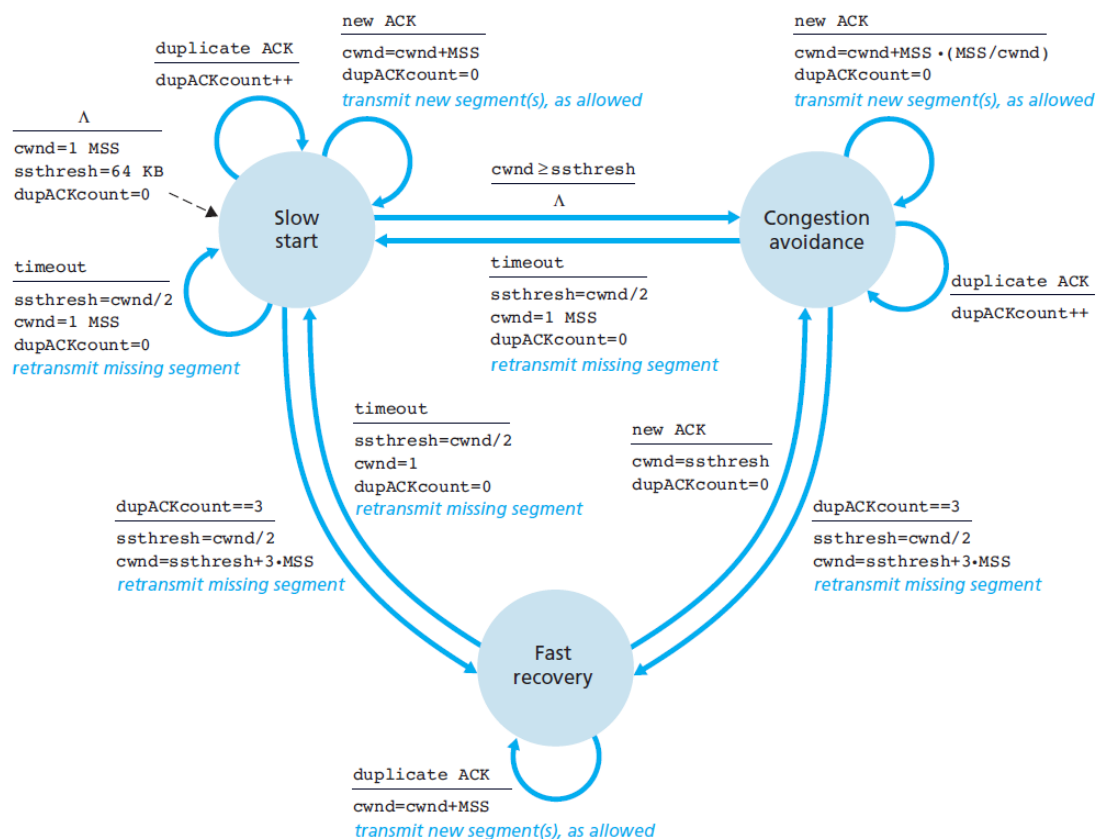 new ACK
cwnd=cwnd+MSS
dupACKcount=0
transmit new segment(s), as allowed
new ACK
cwnd=cwnd+MSS •(MSS/cwnd)
dupACKcount=0
transmit new segment(s), as allowed
duplicate ACK
dupACKcount++
Λ
cwnd=1 MSS
ssthresh=64 KB
dupACKcount=0
cwnd≥ssthresh
Λ
Slow
start
Congestion
avoidance
timeout
ssthresh=cwnd/2
cwnd=1 MSS
dupACKcount=0
retransmit missing segment
timeout
ssthresh=cwnd/2
cwnd=1 MSS
dupACKcount=0
retransmit missing segment
duplicate ACK
dupACKcount++
timeout
ssthresh=cwnd/2
cwnd=1
dupACKcount=0
retransmit missing segment
new ACK
cwnd=ssthresh
dupACKcount=0
dupACKcount==3
ssthresh=cwnd/2
cwnd=ssthresh+3•MSS
retransmit missing segment
dupACKcount==3
ssthresh=cwnd/2
cwnd=ssthresh+3•MSS
retransmit missing segment
Fast
recovery
duplicate ACK
cwnd=cwnd+MSS
transmit new segment(s), as allowed